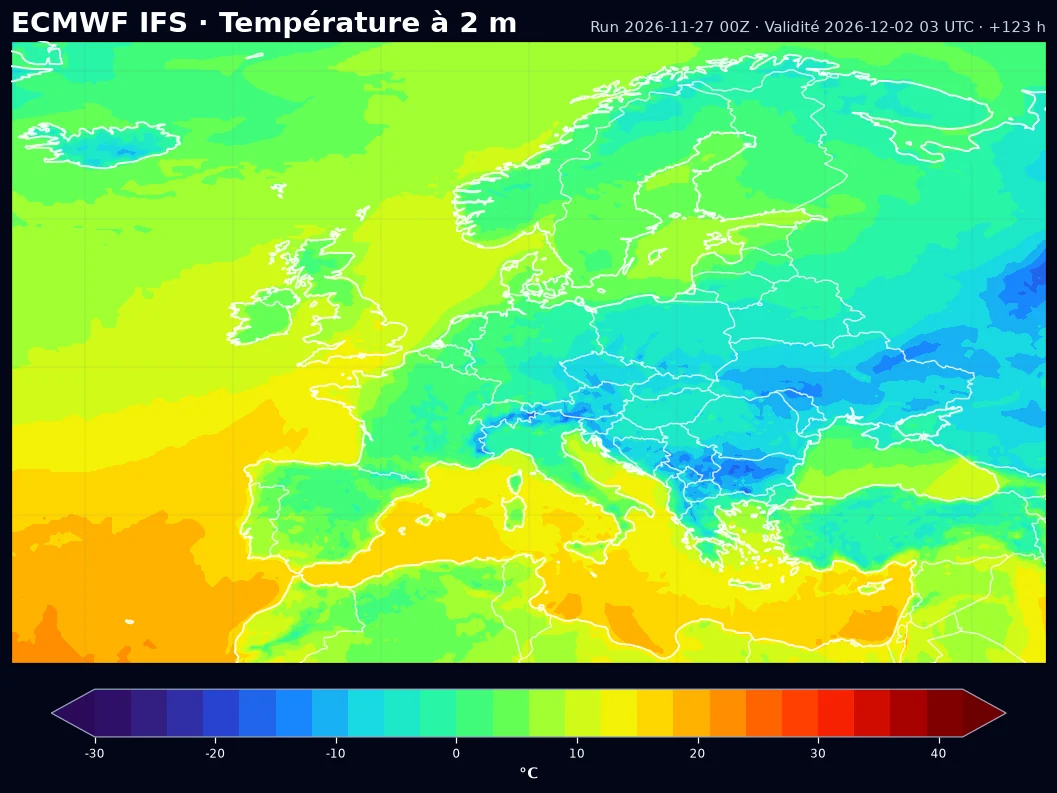 ECMWF IFS · Température à 2 m
Run 2026-11-27 00Z · Validité 2026-12-02 03 UTC · +123 h
-30 -20 -10 0 10 20 30 40
°C